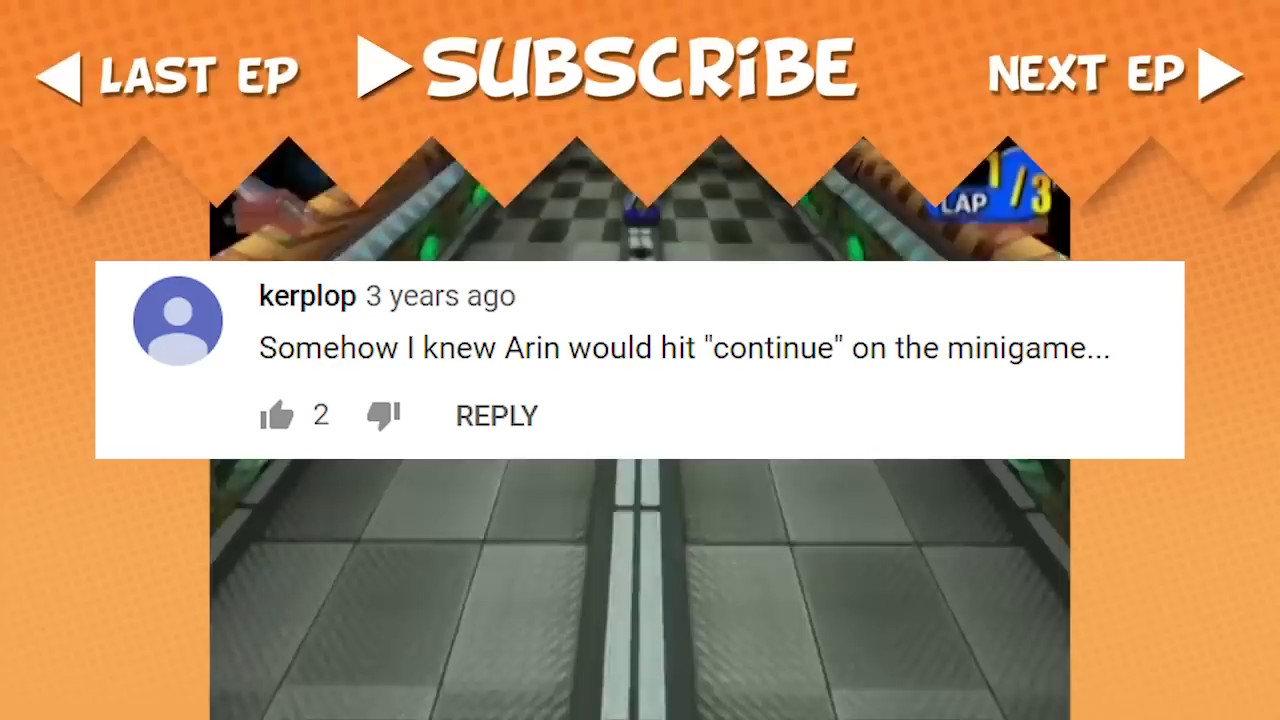 LAST EP
SUBSCRiBE
NEXT EP
LAP 1/3
kerplop 3 years ago
Somehow I knew Arin would hit "continue" on the minigame...
2 REPLY